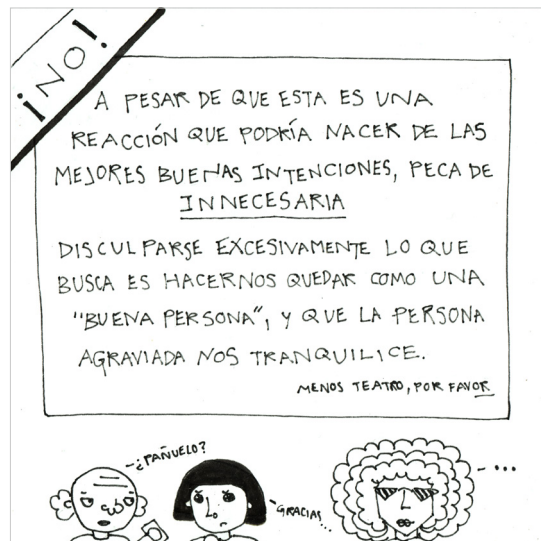 ¡NO!
A PESAR DE QUE ESTA ES UNA
REACCIÓN QUE PODRÍA NACER DE LAS
MEJORES BUENAS INTENCIONES, PECA DE
INNECESARIA
DISCULPARSE EXCESIVAMENTE LO QUE
BUSCA ES HACERNOS QUEDAR COMO UNA
"BUENA PERSONA", Y QUE LA PERSONA
AGRAVIADA NOS TRANQUILICE.
MENOS TEATRO, POR FAVOR
-¿PAÑUELO?
-GRACIAS...
-...